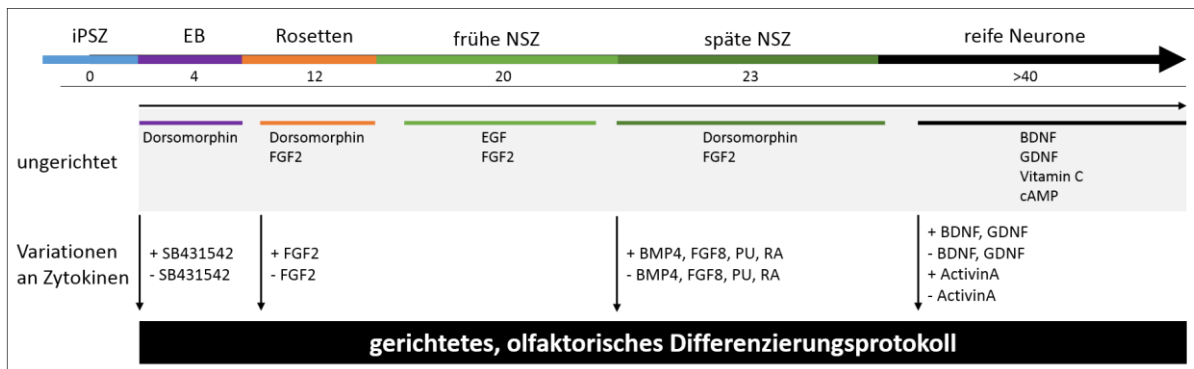 iPSZ EB Rosetten frühe NSZ späte NSZ reife Neurone
0 4 12 20 23 >40
ungerichtet
Dorsomorphin
Dorsomorphin
FGF2
EGF
FGF2
Dorsomorphin
FGF2
BDNF
GDNF
Vitamin C
cAMP
Variationen
an Zytokinen
+ SB431542
- SB431542
+ FGF2
- FGF2
+ BMP4, FGF8, PU, RA
- BMP4, FGF8, PU, RA
+ BDNF, GDNF
- BDNF, GDNF
+ ActivinA
- ActivinA
gerichtetes, olfaktorisches Differenzierungsprotokoll